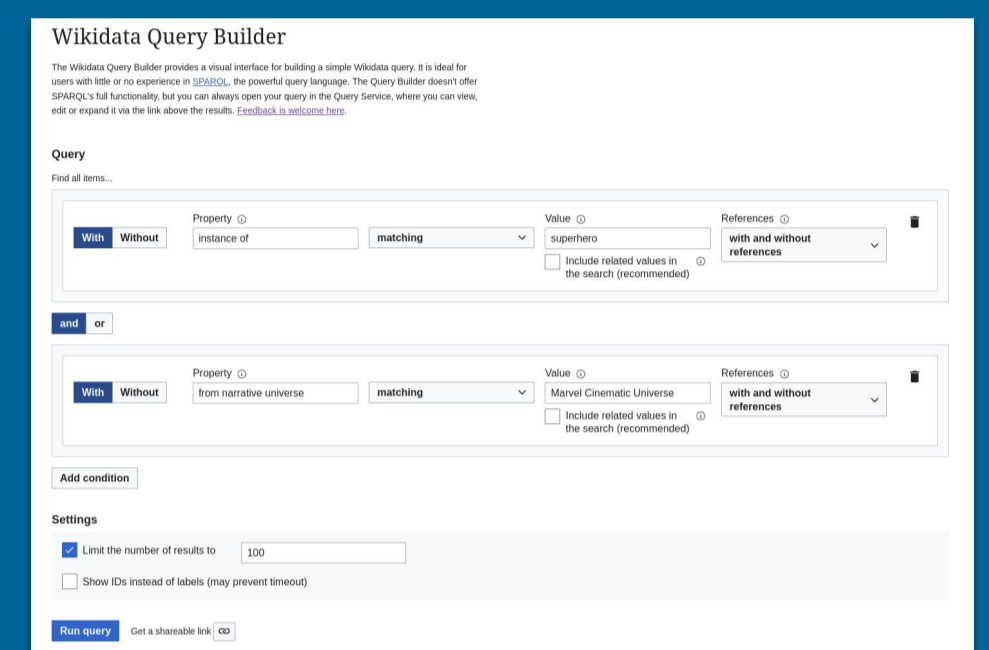 Wikidata Query Builder
The Wikidata Query Builder provides a visual interface for building a simple Wikidata query. It is ideal for
users with little or no experience in SPARQL, the powerful query language. The Query Builder doesn't offer
SPARQL's full functionality, but you can always open your query in the Query Service, where you can view,
edit or expand it via the link above the results. Feedback is welcome here.
Query
Find all items...
Property Value References
With Without instance of matching superhero with and without references
Include related values in
the search (recommended)
and or
Property Value References
With Without from narrative universe matching Marvel Cinematic Universe with and without references
Include related values in
the search (recommended)
Add condition
Settings
Limit the number of results to 100
Show IDs instead of labels (may prevent timeout)
Run query Get a shareable link